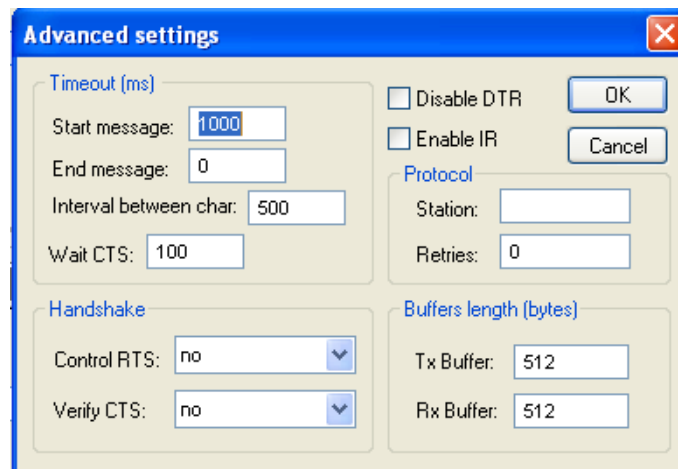 Advanced settings
Timeout (ms)
Start message: 1000
End message: 0
Interval between char: 500
Wait CTS: 100
Disable DTR
Enable IR
OK
Cancel
Protocol
Station:
Retries: 0
Handshake
Control RTS: no
Verify CTS: no
Buffers length (bytes)
Tx Buffer: 512
Rx Buffer: 512